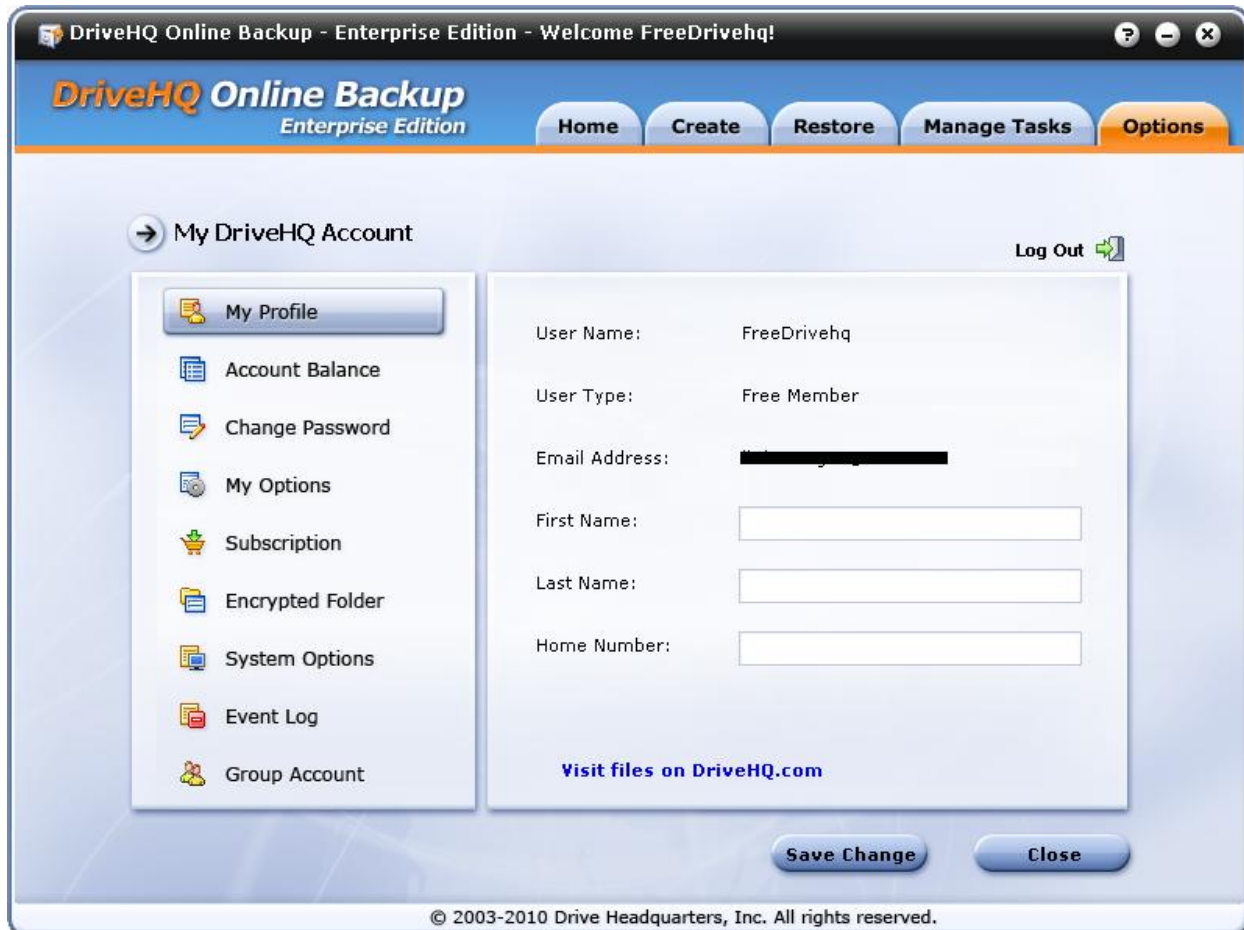 DriveHQ Online Backup - Enterprise Edition - Welcome FreeDrivehq!
DriveHQ Online Backup
Enterprise Edition
Home
Create
Restore
Manage Tasks
Options
My DriveHQ Account
Log Out
My Profile
Account Balance
Change Password
My Options
Subscription
Encrypted Folder
System Options
Event Log
Group Account
User Name: FreeDrivehq
User Type: Free Member
Email Address:
First Name:
Last Name:
Home Number:
Visit files on DriveHQ.com
Save Change
Close
© 2003-2010 Drive Headquarters, Inc. All rights reserved.